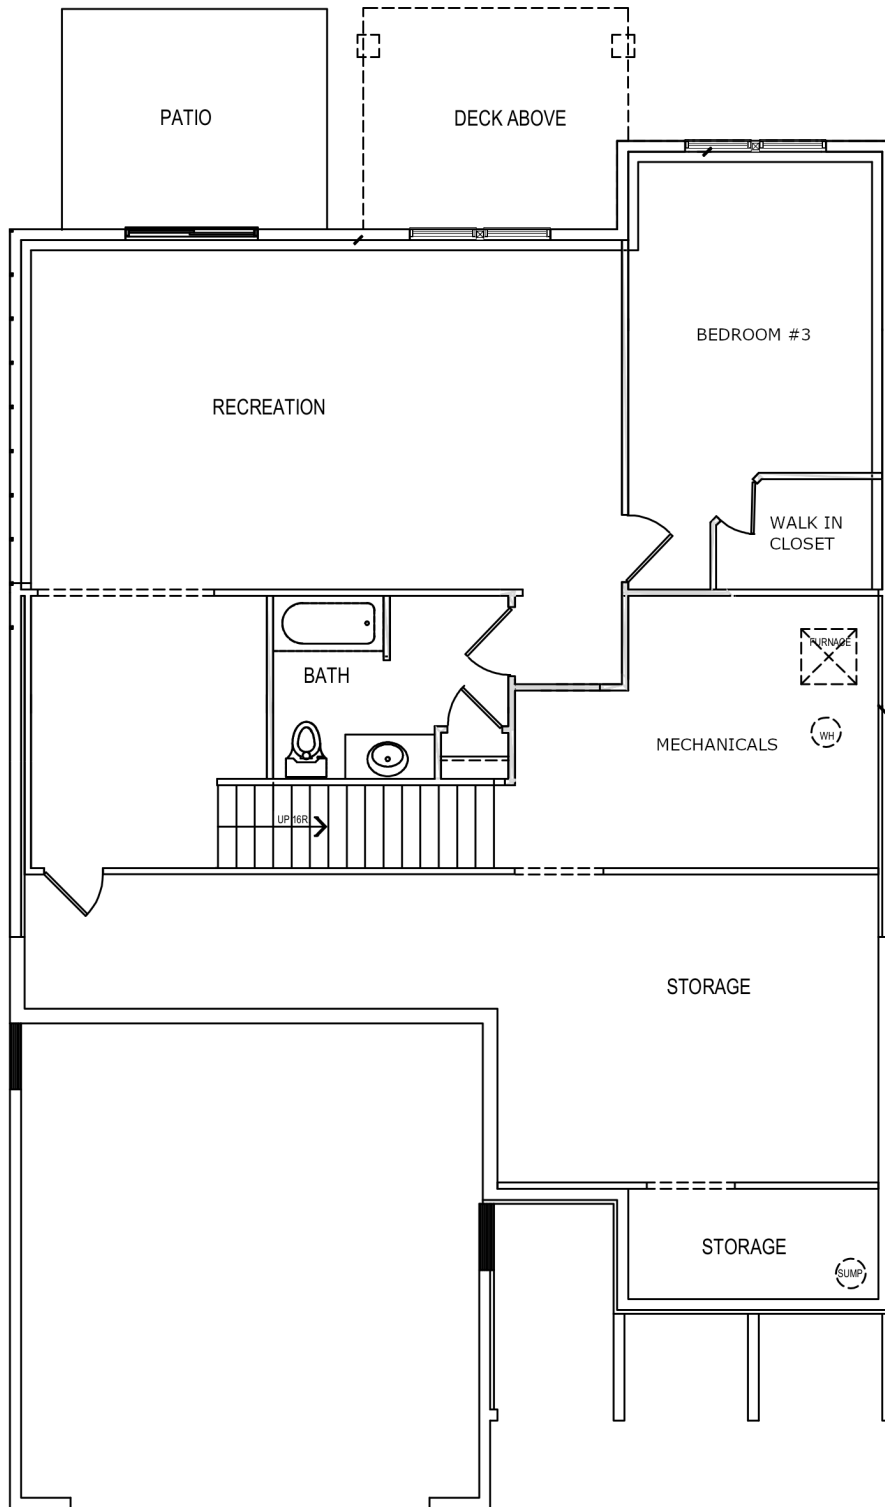 PATIO
DECK ABOVE
BEDROOM #3
RECREATION
WALK IN
CLOSET
FURNACE
BATH
WH
MECHANICALS
UP 16R
STORAGE
STORAGE
SUMP